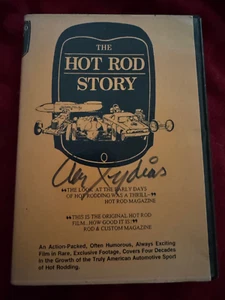 THE
HOT ROD
STORY
“THE LOOK AT THE EARLY DAYS
OF HOT RODDING WAS A THRILL–”
HOT ROD MAGAZINE
“THIS IS THE ORIGINAL HOT ROD
FILM...HOW GOOD IT IS!”
ROD & CUSTOM MAGAZINE
An Action-Packed, Often Humorous, Always Exciting
Film in Rare, Exclusive Footage, Covers Four Decades
in the Growth of the Truly American Automotive Sport
of Hot Rodding.